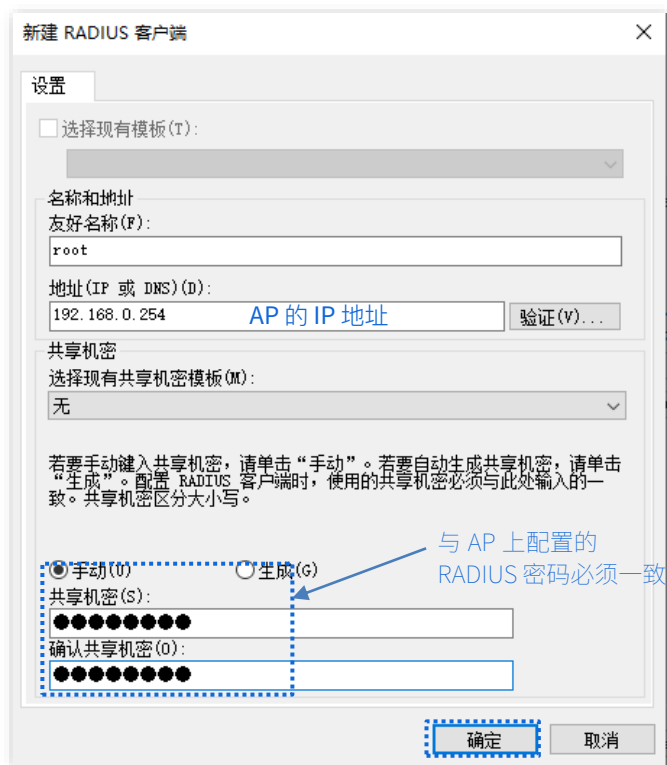 新建 RADIUS 客户端
设置
选择现有模板(T):
名称和地址
友好名称(F):
root
地址(IP 或 DNS)(D):
192.168.0.254
AP 的 IP 地址
验证(V)...
共享机密
选择现有共享机密模板(M):
无
若要手动键入共享机密，请单击“手动”。若要自动生成共享机密，请单击
“生成”。配置 RADIUS 客户端时，使用的共享机密必须与此处输入的一
致。共享机密区分大小写。
与 AP 上配置的
RADIUS 密码必须一致
手动(U)
生成(G)
共享机密(S):
●●●●●●●●
确认共享机密(O):
●●●●●●●●
确定
取消